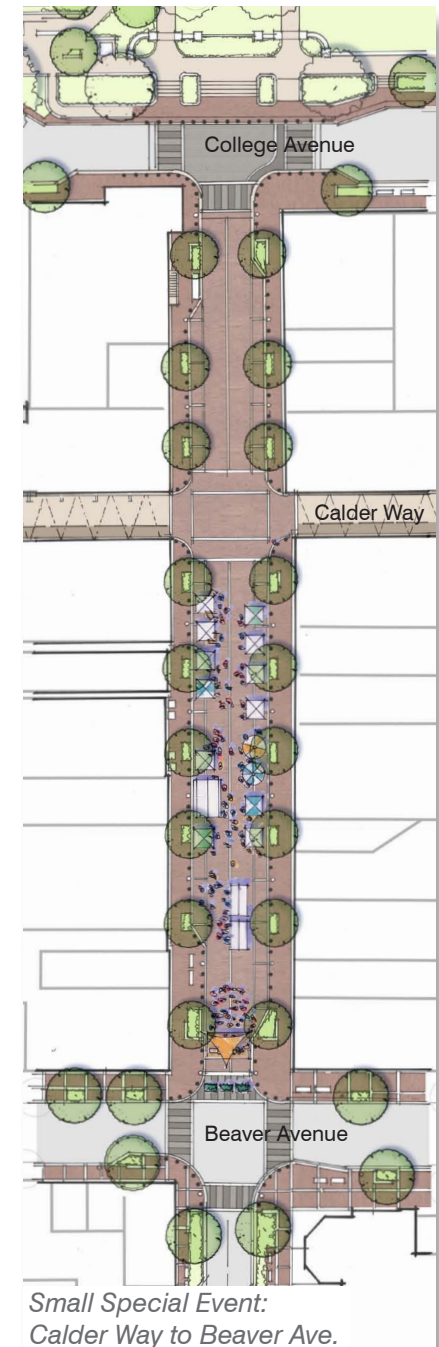 College Avenue
Calder Way
Beaver Avenue
Small Special Event:
Calder Way to Beaver Ave.